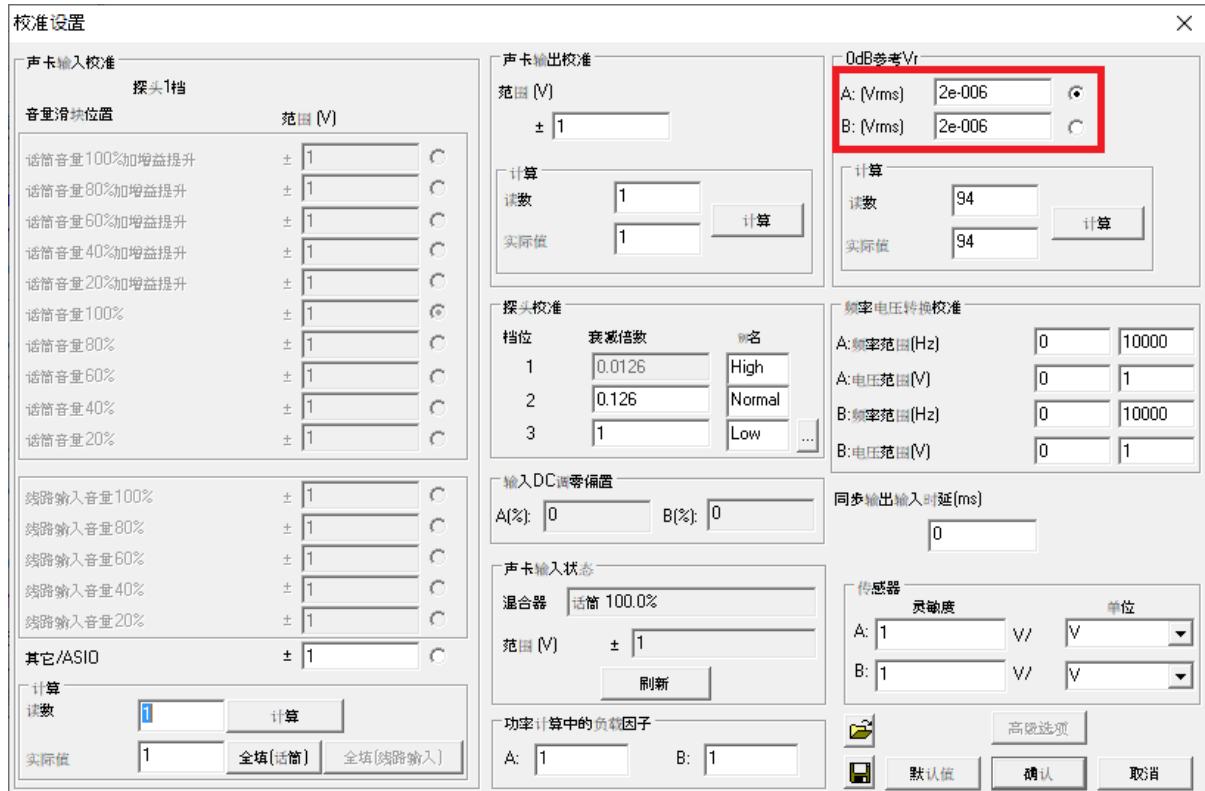 校准设置
声卡输入校准
探头1档
音量滑块位置 范围 (V)
话筒音量100%加增益提升 ± 1
话筒音量80%加增益提升 ± 1
话筒音量60%加增益提升 ± 1
话筒音量40%加增益提升 ± 1
话筒音量20%加增益提升 ± 1
话筒音量100% ± 1
话筒音量80% ± 1
话筒音量60% ± 1
话筒音量40% ± 1
话筒音量20% ± 1
线路输入音量100% ± 1
线路输入音量80% ± 1
线路输入音量60% ± 1
线路输入音量40% ± 1
线路输入音量20% ± 1
其它/ASIO ± 1
计算
读数 1 计算
实际值 1 全填(话筒) 全填(线路输入)
声卡输出校准
范围 (V)
± 1
计算
读数 1
计算
实际值 1
探头校准
档位 衰减倍数 别名
1 0.0126 High
2 0.126 Normal
3 1 Low ...
输入DC调零偏置
A(%): 0 B(%): 0
声卡输入状态
混合器 话筒 100.0%
范围 (V) ± 1
刷新
功率计算中的负载因子
A: 1 B: 1
0dB参考Vr
A: (Vrms) 2e-006
B: (Vrms) 2e-006
计算
读数 94
计算
实际值 94
频率电压转换校准
A:频率范围(Hz) 0 10000
A:电压范围(V) 0 1
B:频率范围(Hz) 0 10000
B:电压范围(V) 0 1
同步输出输入时延(ms)
0
传感器
灵敏度 单位
A: 1 V/ V
B: 1 V/ V
高级选项
默认值 确认 取消